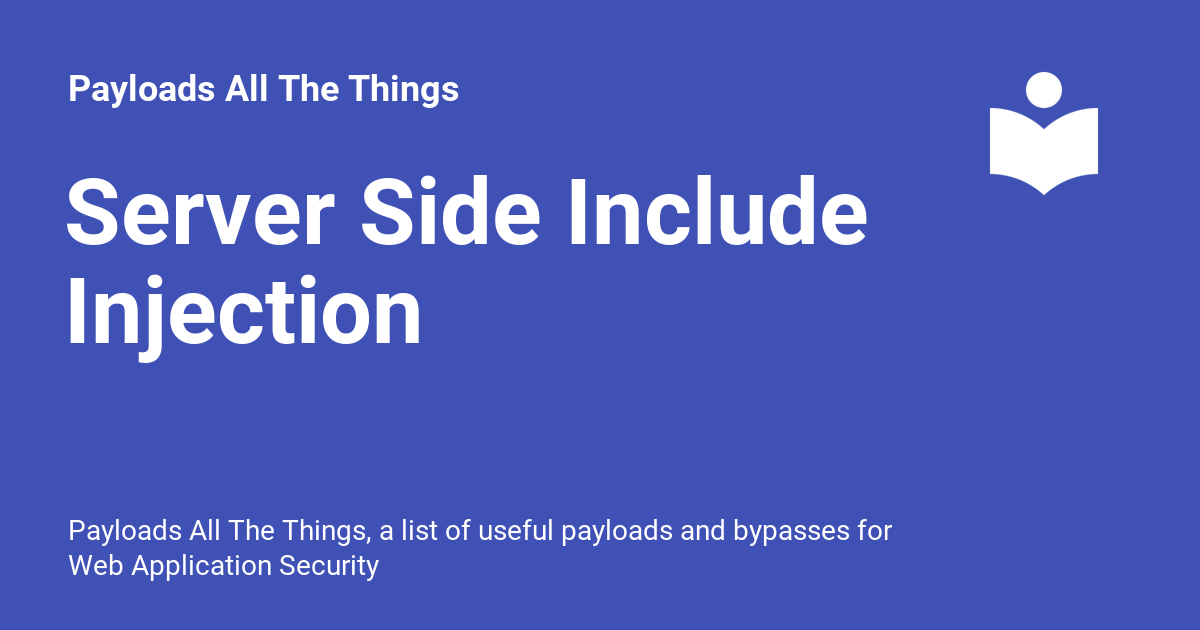 Payloads All The Things
Server Side Include
Injection
Payloads All The Things, a list of useful payloads and bypasses for
Web Application Security